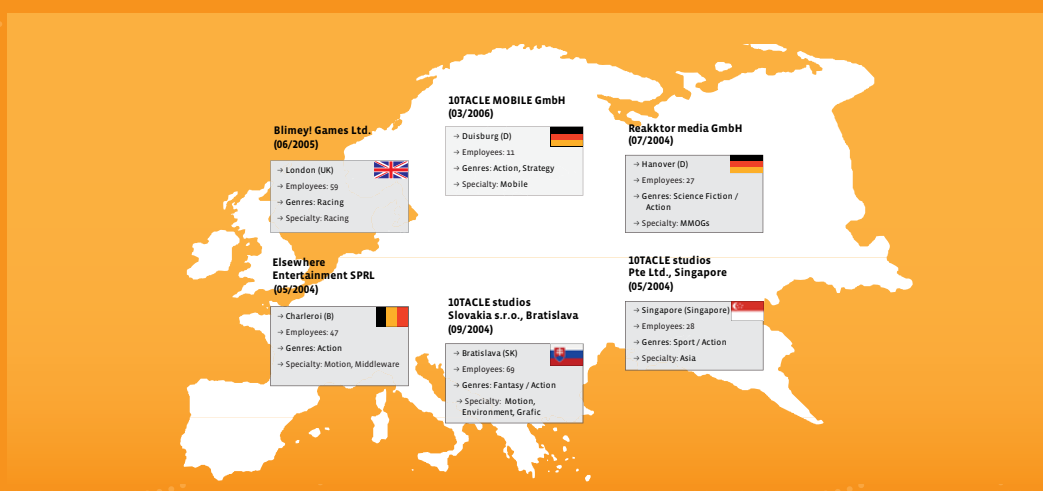 10TACLE MOBILE GmbH
(03/2006)
→ Duisburg (D)
→ Employees: 11
→ Genres: Action, Strategy
→ Specialty: Mobile
Blimey! Games Ltd.
(06/2005)
→ London (UK)
→ Employees: 59
→ Genres: Racing
→ Specialty: Racing
Reakktor media GmbH
(07/2004)
→ Hanover (D)
→ Employees: 27
→ Genres: Science Fiction /
Action
→ Specialty: MMOGs
Elsewhere
Entertainment SPRL
(05/2004)
→ Charleroi (B)
→ Employees: 47
→ Genres: Action
→ Specialty: Motion, Middleware
10TACLE studios
Slovakia s.r.o., Bratislava
(09/2004)
→ Bratislava (SK)
→ Employees: 69
→ Genres: Fantasy / Action
→ Specialty: Motion,
Environment, Grafic
10TACLE studios
Pte Ltd., Singapore
(05/2004)
→ Singapore (Singapore)
→ Employees: 28
→ Genres: Sport / Action
→ Specialty: Asia